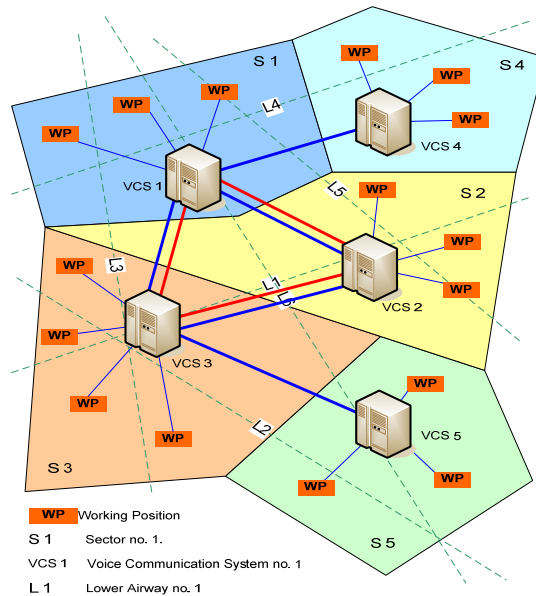 S 1
S 4
WP
WP
WP
WP
WP
WP
L4
VCS 4
VCS 1
L5
WP
S 2
WP
WP
L3
WP
L1
L6
VCS 2
WP
VCS 3
WP
WP
WP
L2
VCS 5
S 3
WP
WP
S 5
WP Working Position
S 1 Sector no. 1.
VCS 1 Voice Communication System no. 1
L 1 Lower Airway no. 1